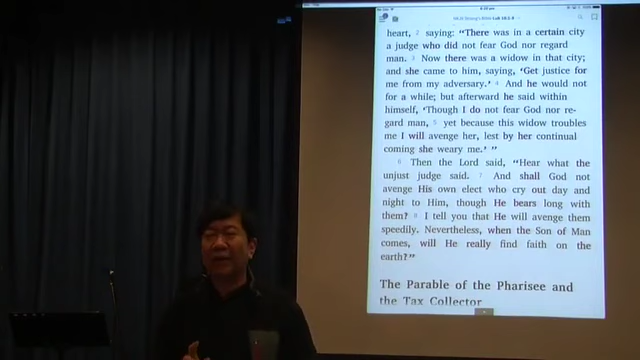 heart, 2 saying: “There was in a certain city
a judge who did not fear God nor regard
man. 3 Now there was a widow in that city;
and she came to him, saying, ‘Get justice for
me from my adversary.’ 4 And he would not
for a while; but afterward he said within
himself, ‘Though I do not fear God nor re-
gard man, 5 yet because this widow troubles
me I will avenge her, lest by her continual
coming she weary me.’ ”
6 Then the Lord said, “Hear what the
unjust judge said. 7 And shall God not
avenge His own elect who cry out day and
night to Him, though He bears long with
them? 8 I tell you that He will avenge them
speedily. Nevertheless, when the Son of Man
comes, will He really find faith on the
earth?”
The Parable of the Pharisee and
the Tax Collector